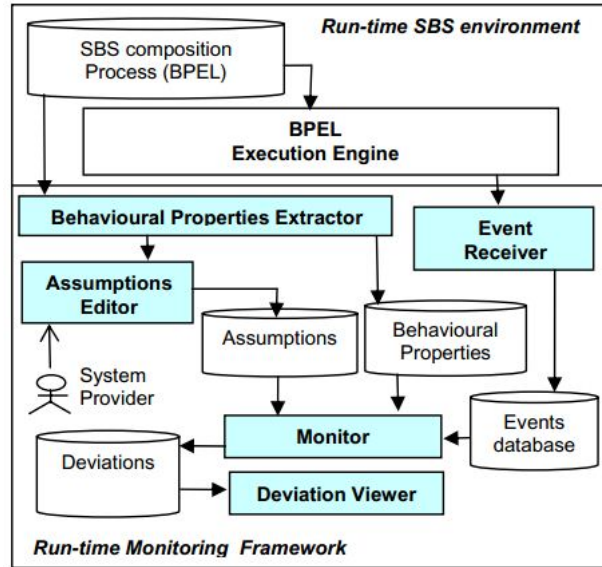 Run-time SBS environment
SBS composition
Process (BPEL)
BPEL
Execution Engine
Behavioural Properties Extractor
Event
Receiver
Assumptions
Editor
Assumptions
Behavioural
Properties
System
Provider
Events
database
Monitor
Deviations
Deviation Viewer
Run-time Monitoring Framework